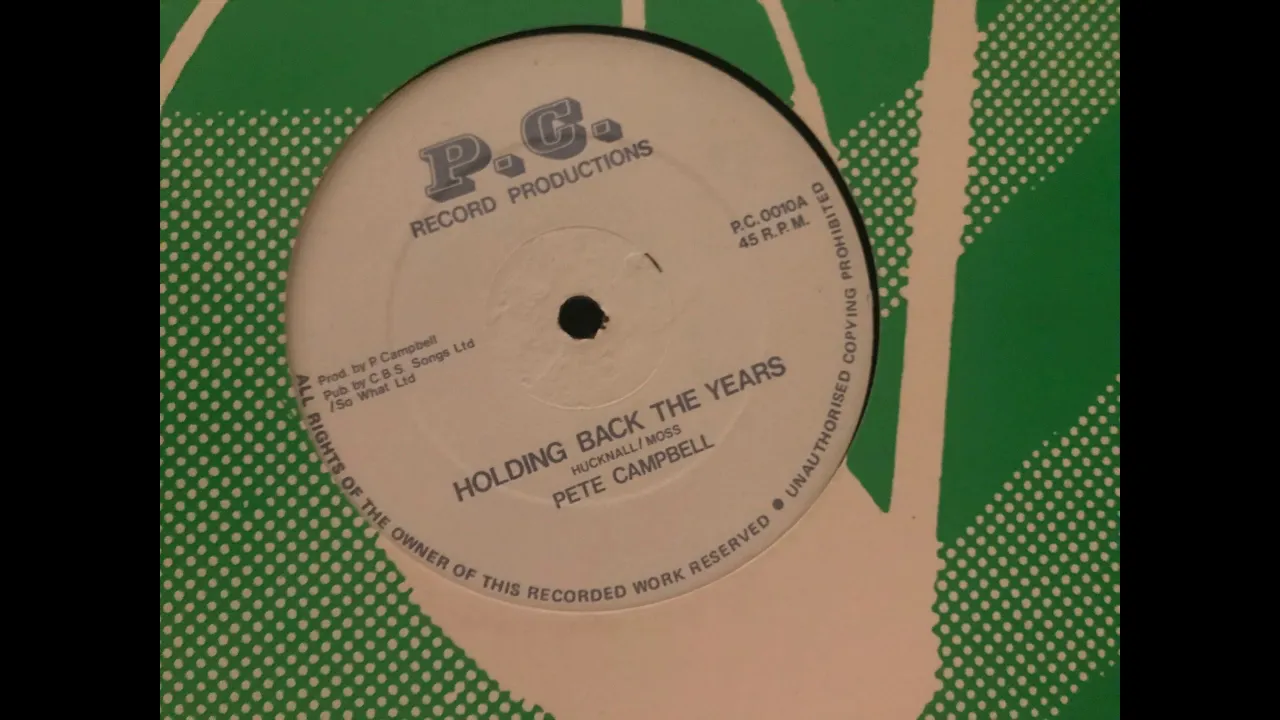 P.C.
RECORD PRODUCTIONS
P.C. 0010A
45 R.P.M.
Prod. by P. Campbell
Pub. by C.B.S. Songs Ltd
/So What Ltd
HOLDING BACK THE YEARS
HUCKNALL/MOSS
PETE CAMPBELL
ALL RIGHTS OF THE OWNER OF THIS RECORDED WORK RESERVED ● UNAUTHORISED COPYING PROHIBITED